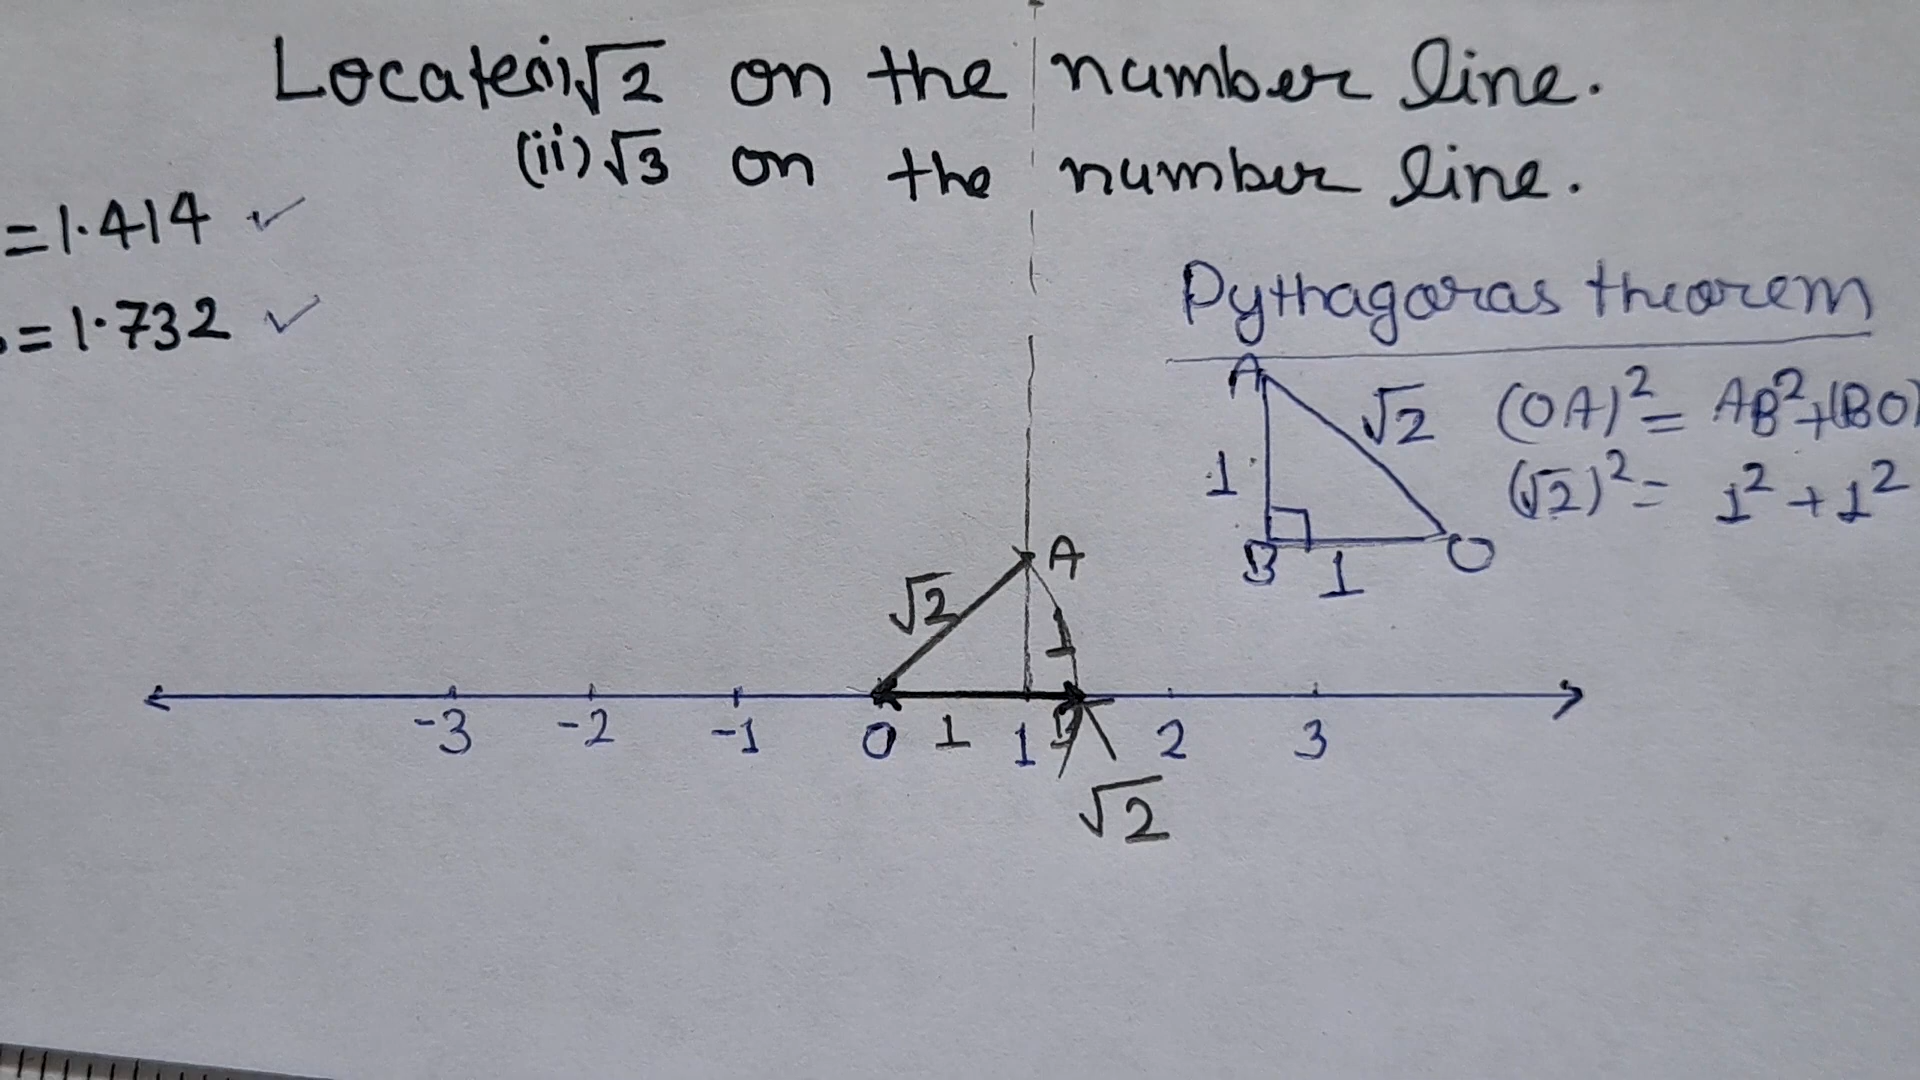 Locate(i)√2 on the number line.
(ii)√3 on the number line.
=1.414 ✓
=1.732 ✓
Pythagoras theorem
A
√2 (OA)²= AB²+(BO)
1 (√2)²= 1²+1²
B 1 O
A
√2
1
-3 -2 -1 0 1 1 2 3
√2